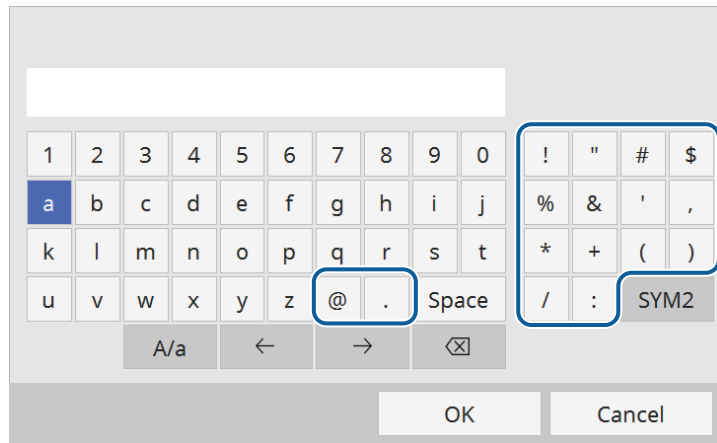 1 2 3 4 5 6 7 8 9 0 ! " # $
a b c d e f g h i j % & ' ,
k l m n o p q r s t * + ( )
u v w x y z @ . Space / : SYM2
A/a ← → ⌫
OK Cancel